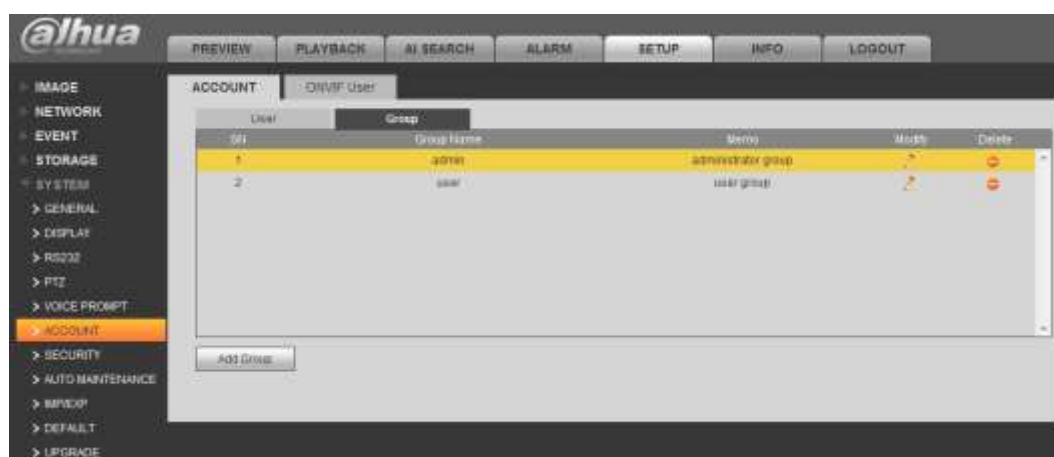 alhua
PREVIEW PLAYBACK AI SEARCH ALARM SETUP INFO LOGOUT
IMAGE
NETWORK
EVENT
STORAGE
SYSTEM
GENERAL
DISPLAY
RS232
PTZ
VOICE PROMPT
ACCOUNT
SECURITY
AUTO MAINTENANCE
IMP/EXP
DEFAULT
UPGRADE
ACCOUNT ONVIF User
User Group
SN Group Name Memo Modify Delete
1 admin administrator group
2 user user group
Add Group